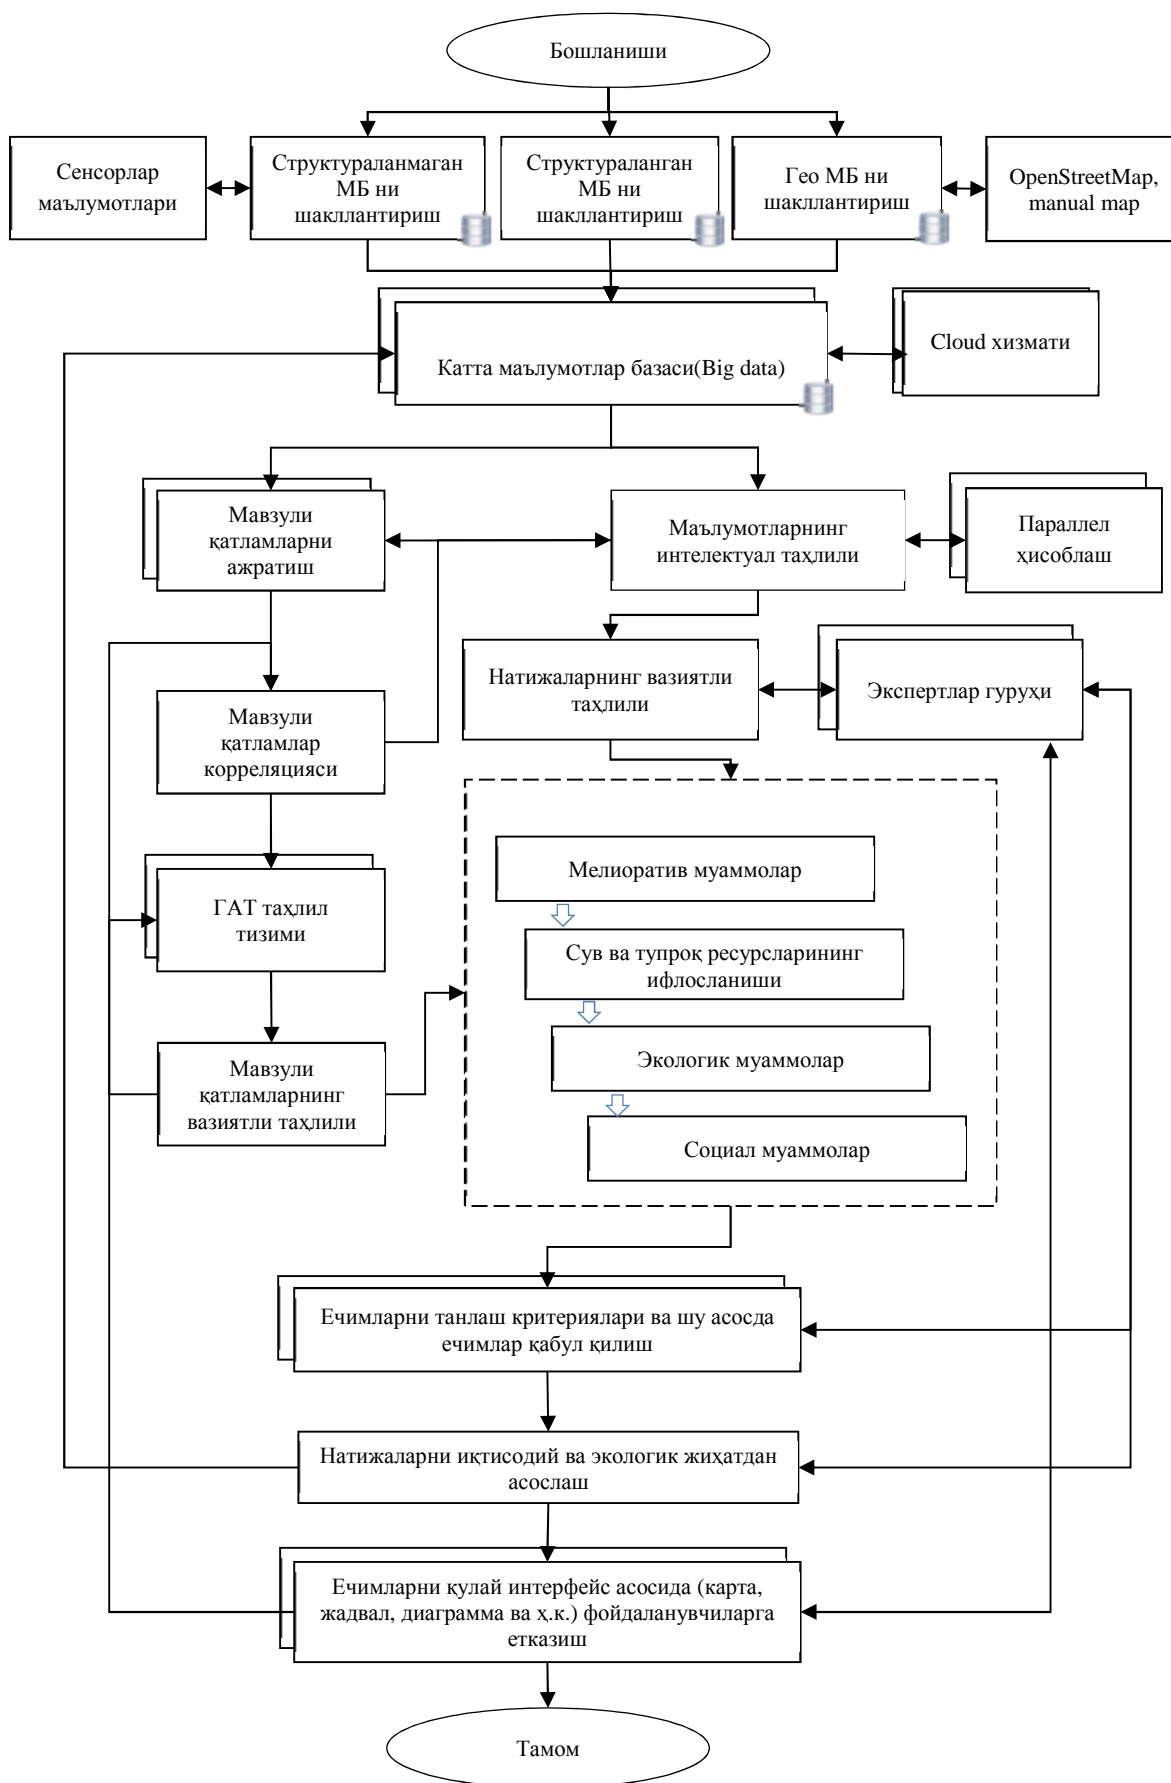 Бошланиши
Сенсорлар
маълумотлари
Структураланмаган
МБ ни
шакллантириш
Структураланган
МБ ни
шакллантириш
Гео МБ ни
шакллантириш
OpenStreetMap,
manual map
Катта маълумотлар базаси(Big data)
Cloud хизмати
Мавзули
қатламларни
ажратиш
Маълумотларнинг
интелектуал таҳлили
Параллел
ҳисоблаш
Натижаларнинг вазиятли
таҳлили
Экспертлар гуруҳи
Мавзули
қатламлар
корреляцияси
Мелиоратив муаммолар
ГАТ таҳлил
тизими
Сув ва тупроқ ресурсларининг
ифлосланиши
Экологик муаммолар
Мавзули
қатламларнинг
вазиятли таҳлили
Социал муаммолар
Ечимларни танлаш критериялари ва шу асосда
ечимлар қабул қилиш
Натижаларни иқтисодий ва экологик жиҳатдан
асослаш
Ечимларни қулай интерфейс асосида (карта,
жадвал, диаграмма ва ҳ.к.) фойдаланувчиларга
етказиш
Тамом